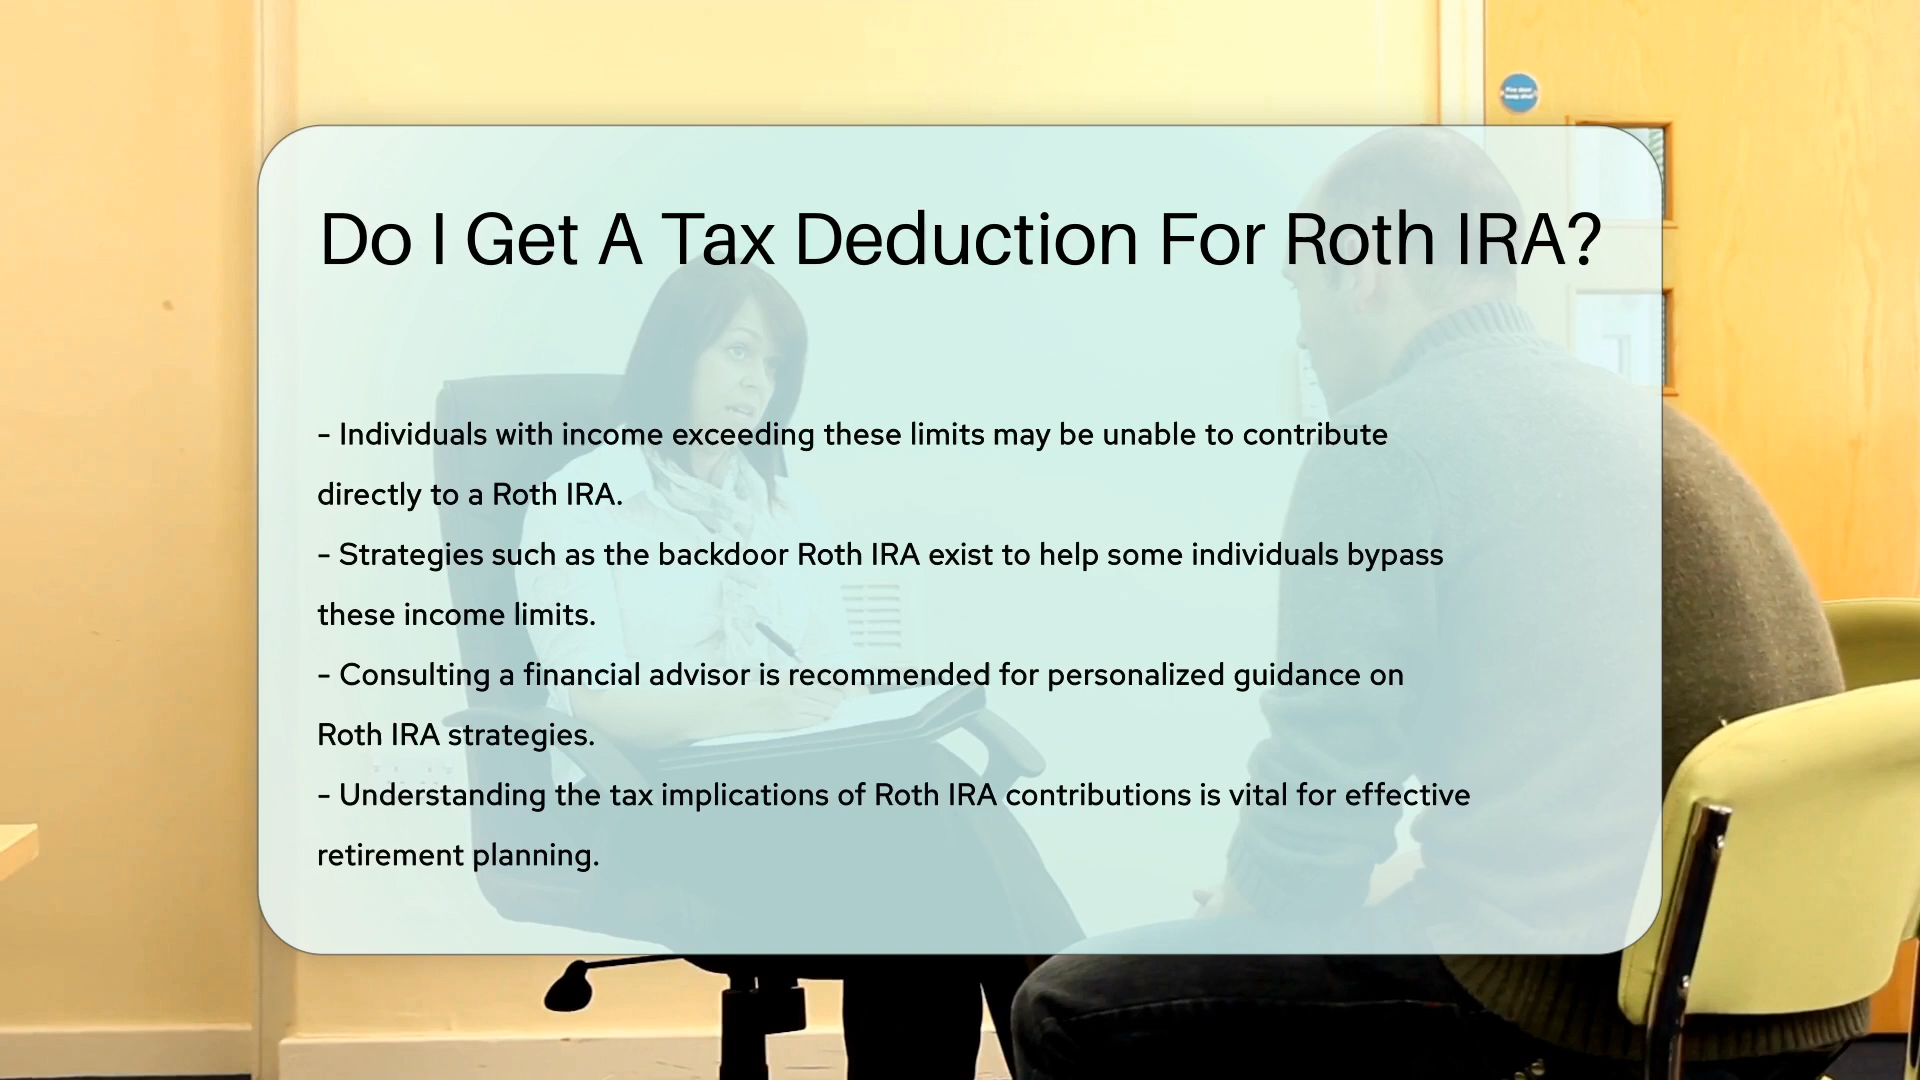 Do I Get A Tax Deduction For Roth IRA?
– Individuals with income exceeding these limits may be unable to contribute
directly to a Roth IRA.
– Strategies such as the backdoor Roth IRA exist to help some individuals bypass
these income limits.
– Consulting a financial advisor is recommended for personalized guidance on
Roth IRA strategies.
– Understanding the tax implications of Roth IRA contributions is vital for effective
retirement planning.